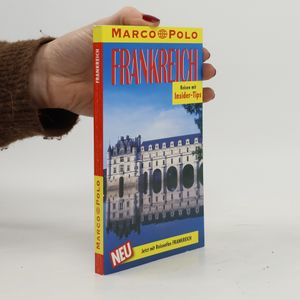 MARCO POLO
FRANKREICH
Reisen mit
Insider-Tips
NEU
Jetzt mit Reiseatlas FRANKREICH
FRANKREICH
MARCO POLO